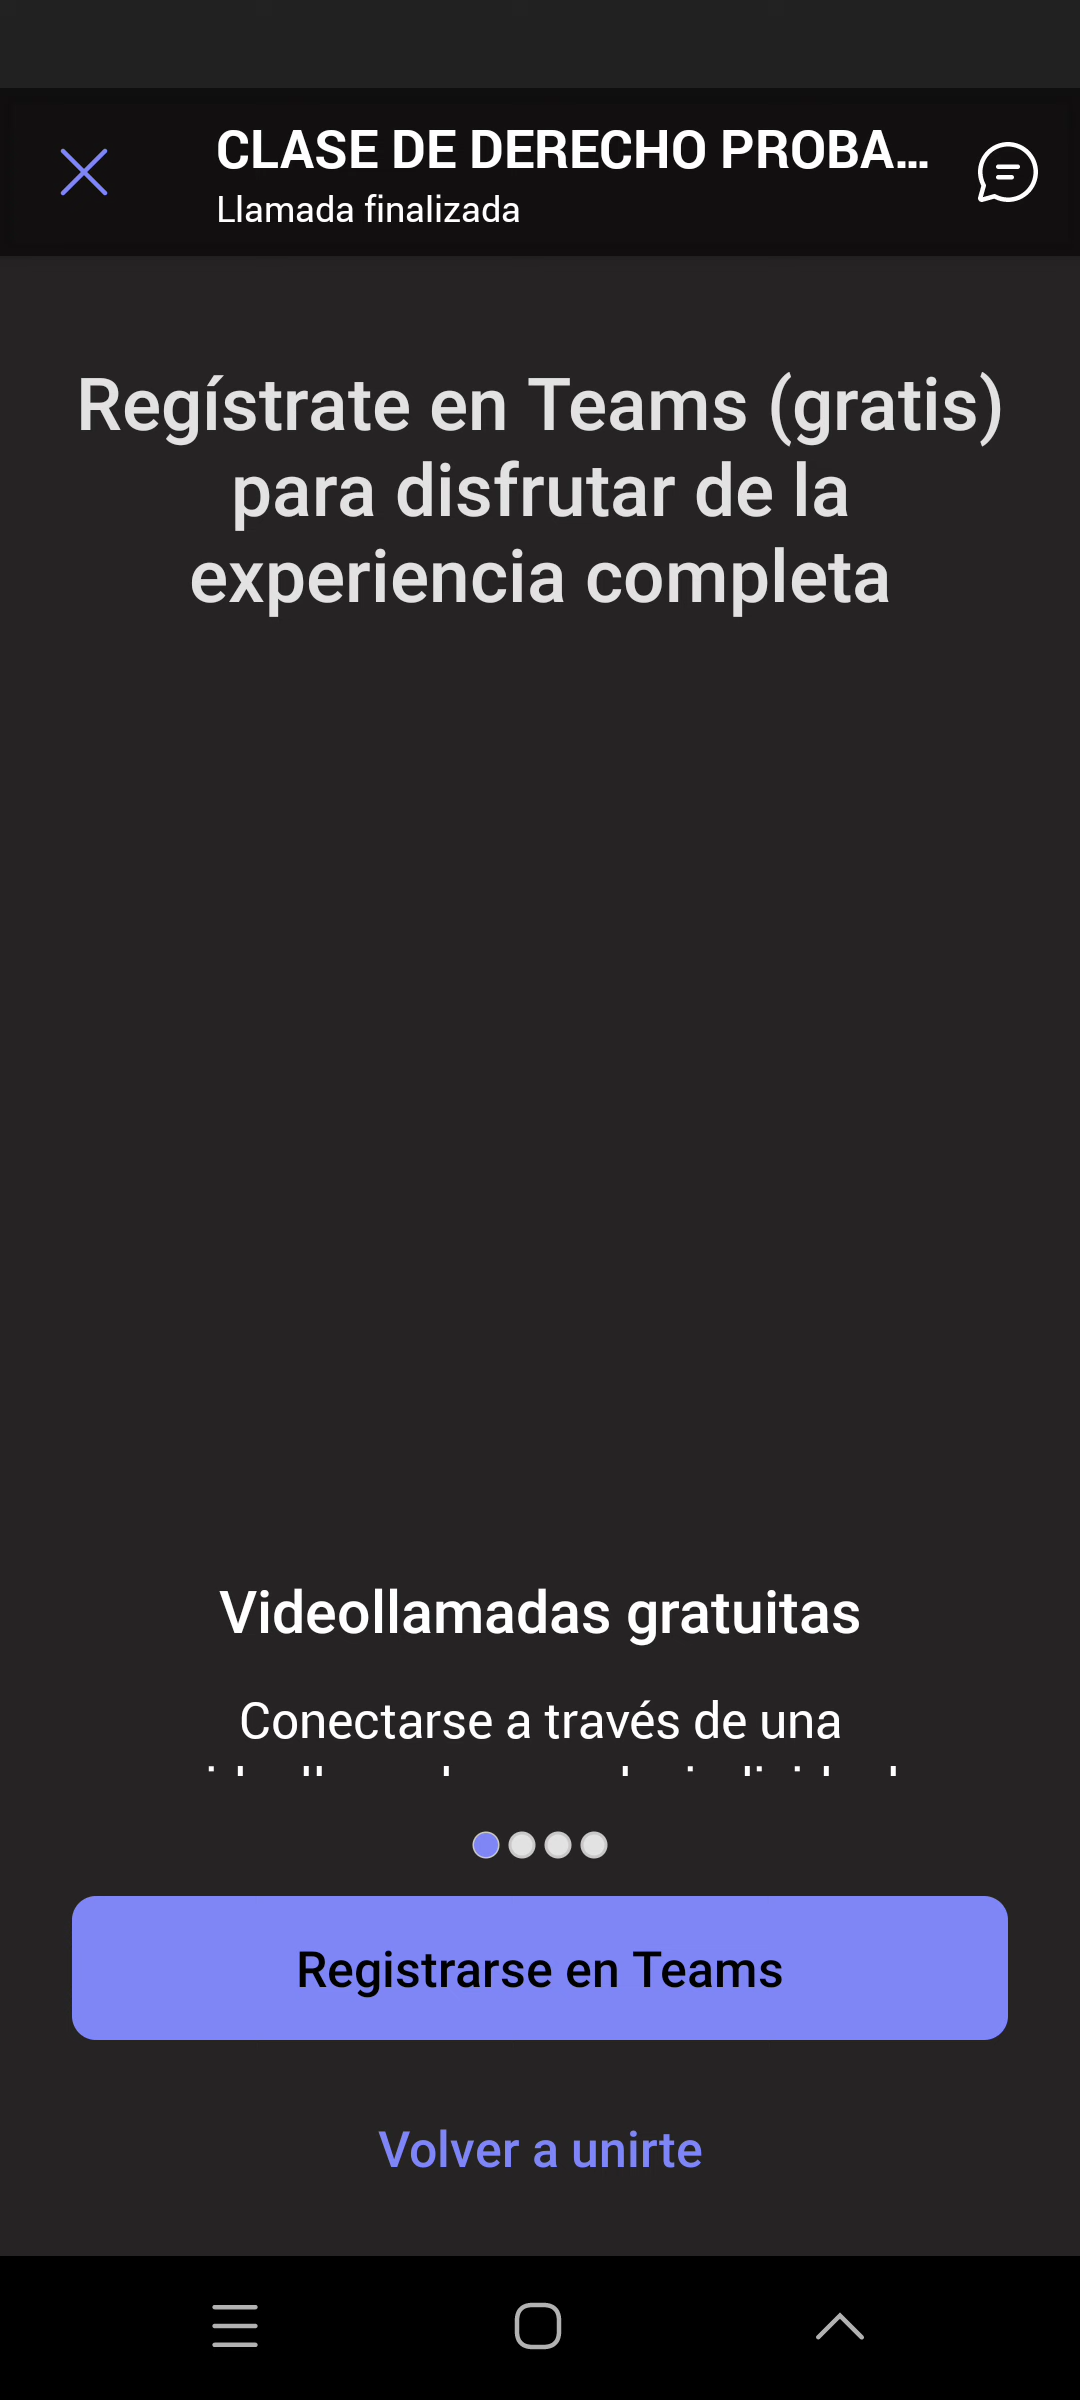 CLASE DE DERECHO PROBA...
Llamada finalizada
Regístrate en Teams (gratis)
para disfrutar de la
experiencia completa
Videollamadas gratuitas
Conectarse a través de una
Registrarse en Teams
Volver a unirte